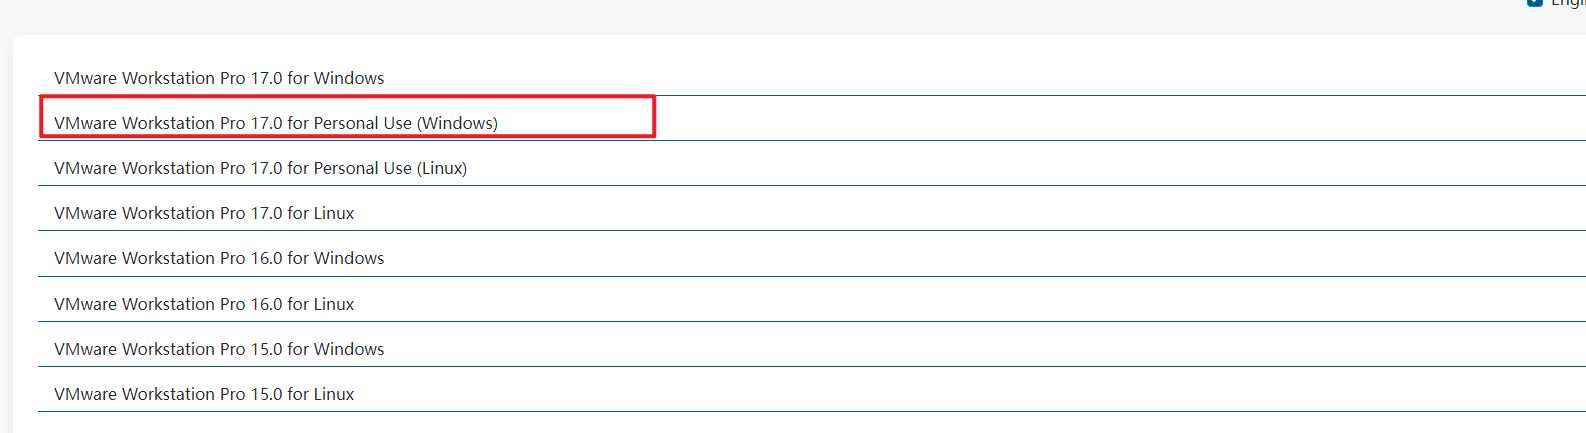 VMware Workstation Pro 17.0 for Windows
VMware Workstation Pro 17.0 for Personal Use (Windows)
VMware Workstation Pro 17.0 for Personal Use (Linux)
VMware Workstation Pro 17.0 for Linux
VMware Workstation Pro 16.0 for Windows
VMware Workstation Pro 16.0 for Linux
VMware Workstation Pro 15.0 for Windows
VMware Workstation Pro 15.0 for Linux